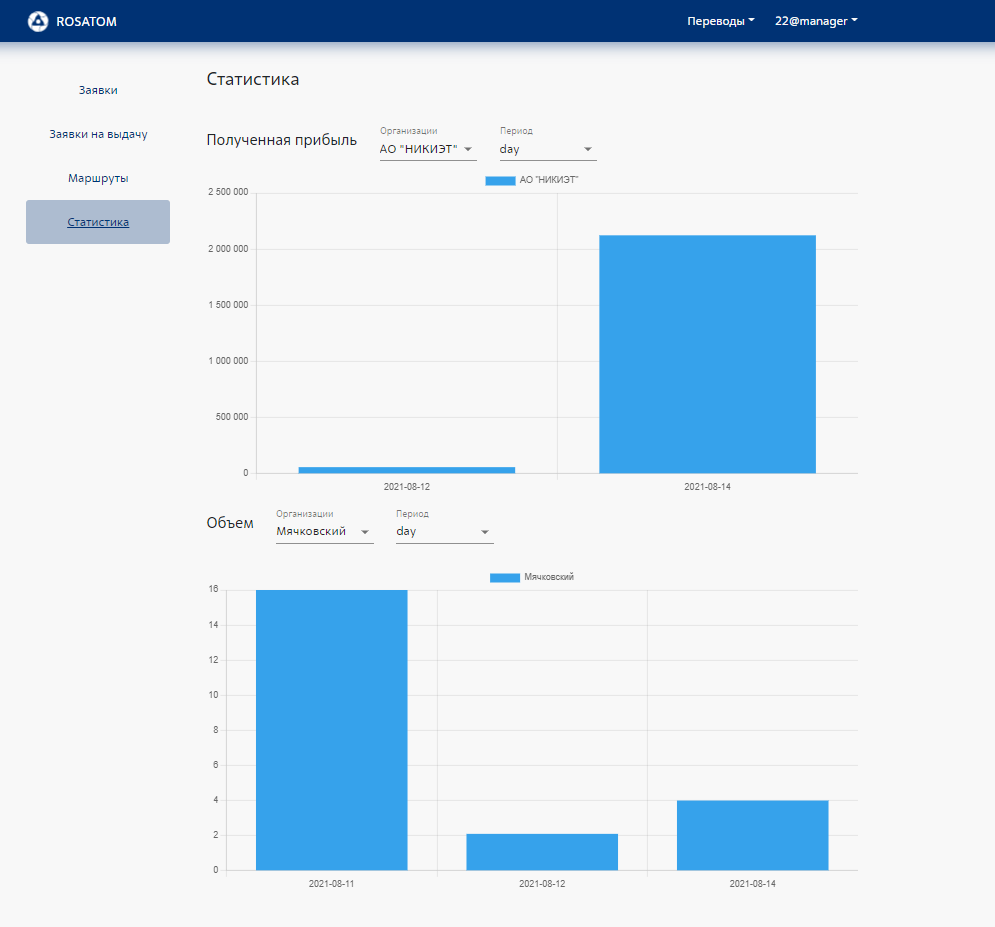 ROSATOM
Переводы
22@manager
Заявки
Заявки на выдачу
Маршруты
Статистика
Статистика
Полученная прибыль
Организации
АО "НИКИЭТ"
Период
day
АО "НИКИЭТ"
2 500 000
2 000 000
1 500 000
1 000 000
500 000
0
2021-08-12
2021-08-14
Объем
Организации
Мячковский
Период
day
Мячковский
16
14
12
10
8
6
4
2
0
2021-08-11
2021-08-12
2021-08-14